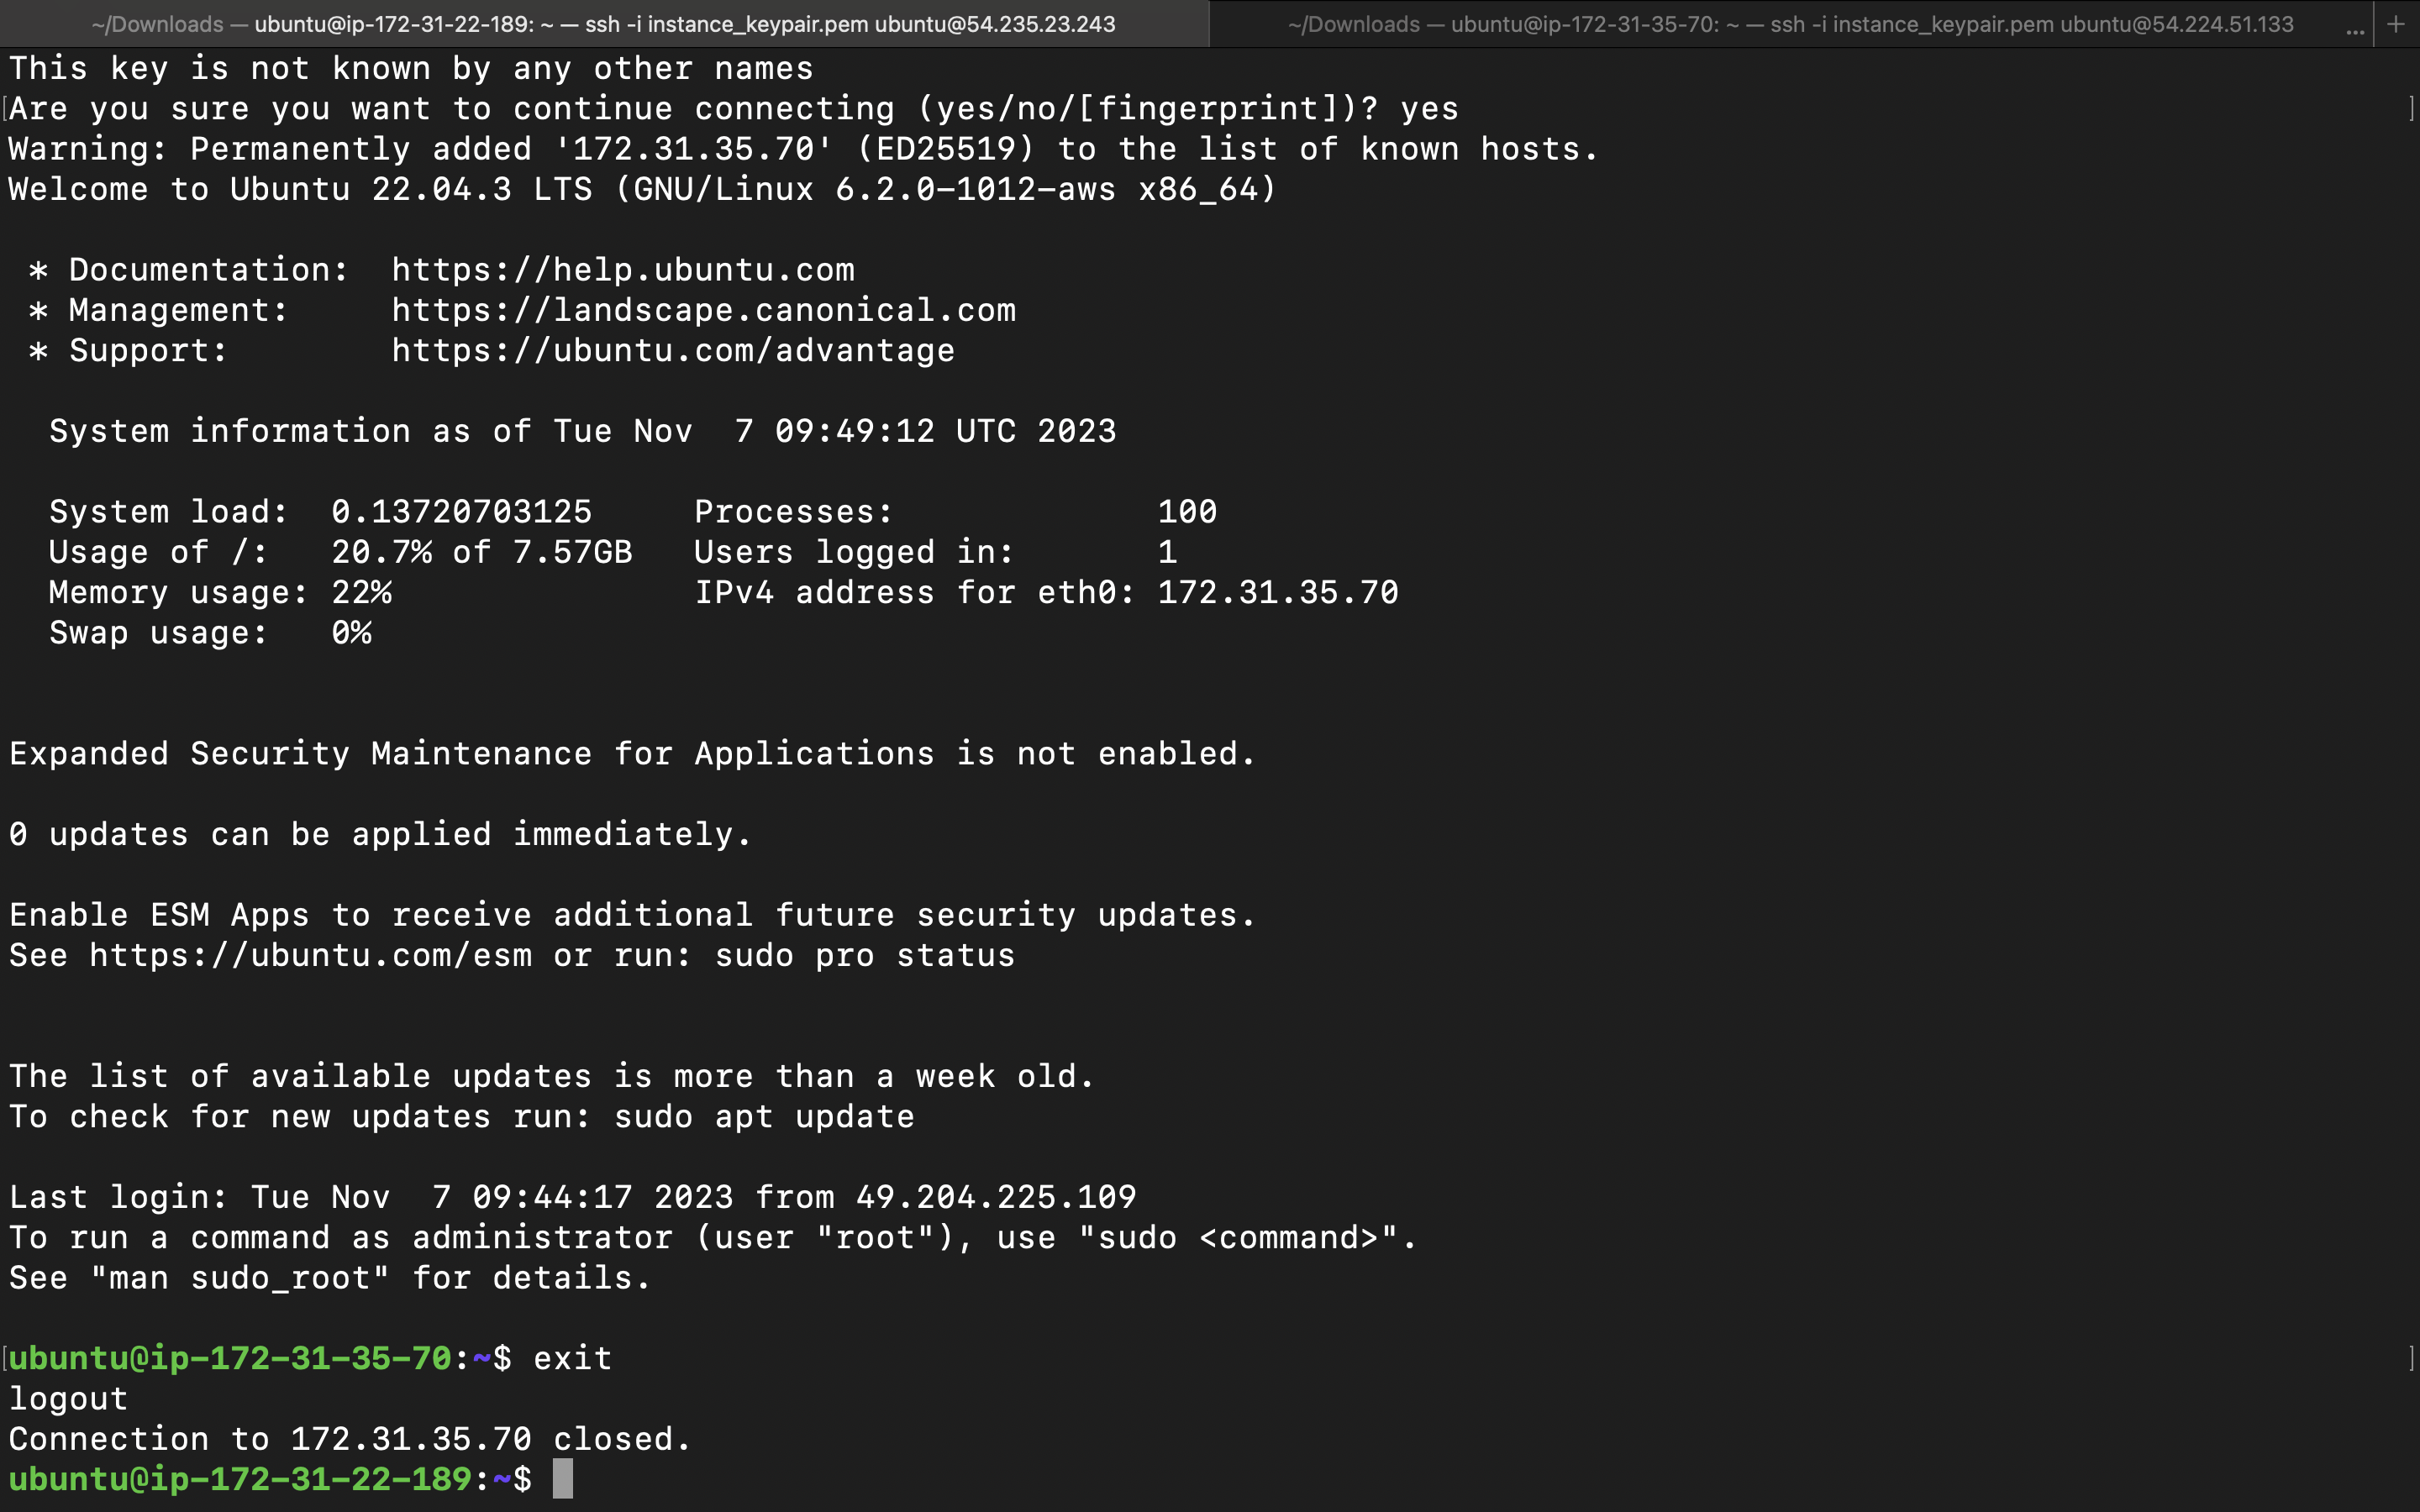 ~/Downloads — ubuntu@ip-172-31-22-189: ~ — ssh -i instance_keypair.pem ubuntu@54.235.23.243
~/Downloads — ubuntu@ip-172-31-35-70: ~ — ssh -i instance_keypair.pem ubuntu@54.224.51.133 ... +
This key is not known by any other names
[Are you sure you want to continue connecting (yes/no/[fingerprint])? yes ]
Warning: Permanently added '172.31.35.70' (ED25519) to the list of known hosts.
Welcome to Ubuntu 22.04.3 LTS (GNU/Linux 6.2.0-1012-aws x86_64)
* Documentation:  https://help.ubuntu.com
* Management:     https://landscape.canonical.com
* Support:        https://ubuntu.com/advantage
System information as of Tue Nov  7 09:49:12 UTC 2023
System load:  0.13720703125     Processes:             100
Usage of /:   20.7% of 7.57GB   Users logged in:       1
Memory usage: 22%               IPv4 address for eth0: 172.31.35.70
Swap usage:   0%
Expanded Security Maintenance for Applications is not enabled.
0 updates can be applied immediately.
Enable ESM Apps to receive additional future security updates.
See https://ubuntu.com/esm or run: sudo pro status
The list of available updates is more than a week old.
To check for new updates run: sudo apt update
Last login: Tue Nov  7 09:44:17 2023 from 49.204.225.109
To run a command as administrator (user "root"), use "sudo <command>".
See "man sudo_root" for details.
[ubuntu@ip-172-31-35-70:~$ exit ]
logout
Connection to 172.31.35.70 closed.
ubuntu@ip-172-31-22-189:~$